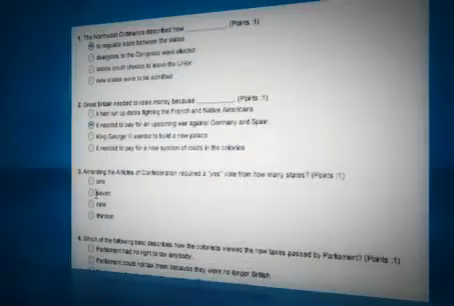 1. The Northwest Ordinance described how __________ (Points :1)
to regulate trade between the states
delegates to the Congress were elected
states could choose to leave the Union
new states were to be admitted
2. Great Britain needed to raise money because __________ (Points :1)
it had run up debts fighting the French and Native Americans
it needed to pay for an upcoming war against Germany and Spain
King George III wanted to build a new palace
it needed to pay for a new system of roads in the colonies
3. Amending the Articles of Confederation required a "yes" vote from how many states? (Points :1)
one
seven
nine
thirteen
4. Which of the following best describes how the colonists viewed the new taxes passed by Parliament? (Points :1)
Parliament had no right to tax anybody.
Parliament could not tax them because they were no longer British.